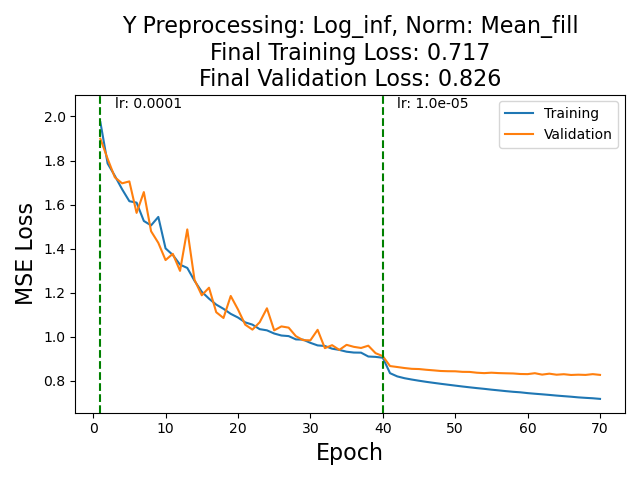 Y Preprocessing: Log_inf, Norm: Mean_fill
Final Training Loss: 0.717
Final Validation Loss: 0.826
lr: 0.0001
lr: 1.0e-05
Training
Validation
MSE Loss
2.0
1.8
1.6
1.4
1.2
1.0
0.8
0
10
20
30
40
50
60
70
Epoch